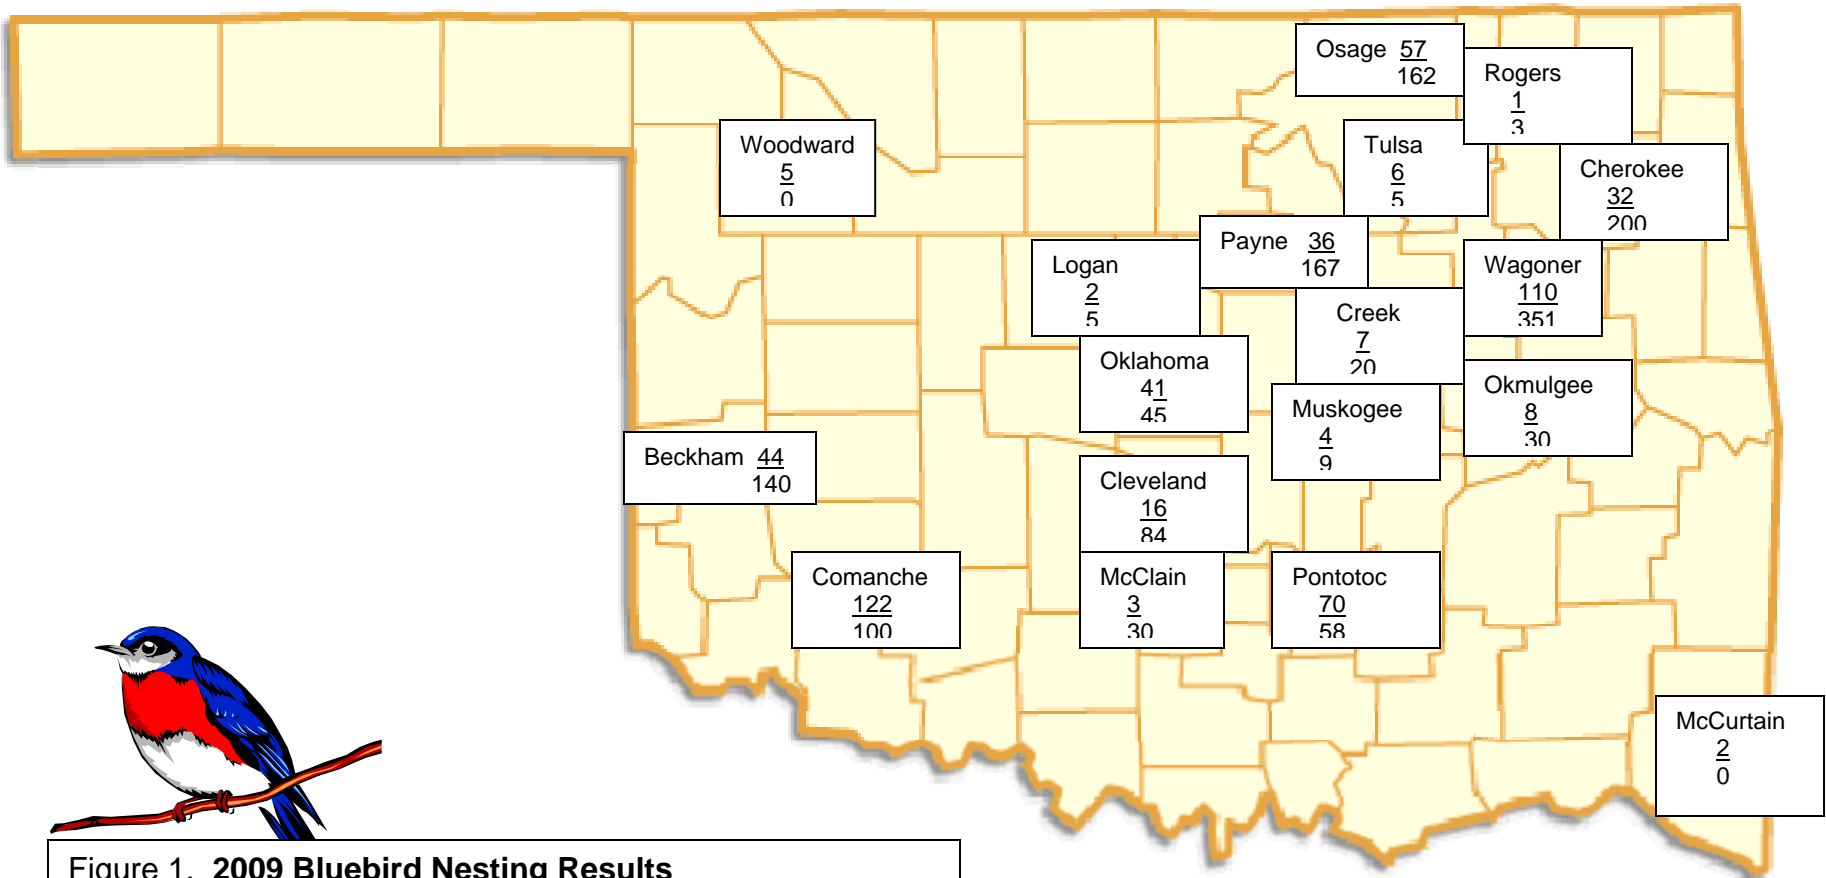 Osage 57
162
Rogers
1
3
Woodward
5
0
Tulsa
6
5
Cherokee
32
200
Payne 36
167
Logan
2
5
Wagoner
110
351
Creek
7
20
Oklahoma
41
45
Okmulgee
8
30
Muskogee
4
9
Beckham 44
140
Cleveland
16
84
Comanche
122
100
McClain
3
30
Pontotoc
70
58
McCurtain
2
0
Figure 1. 2009 Bluebird Nesting Results